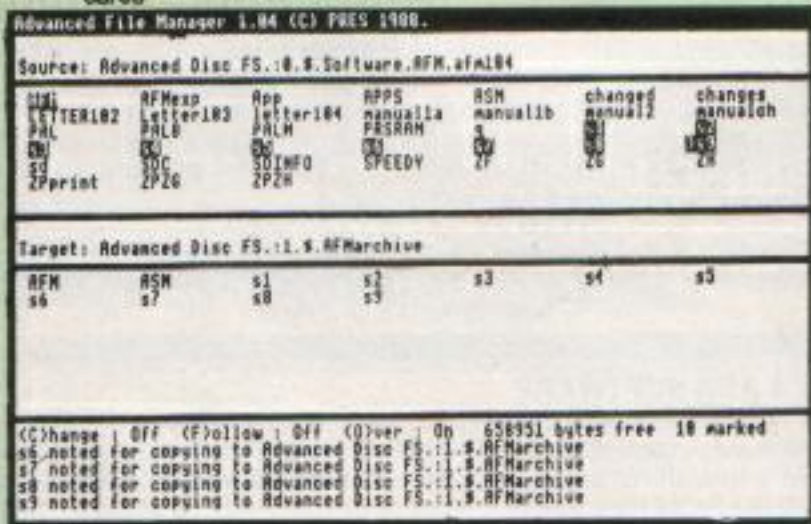 Advanced File Manager 1.04 (C) PRES 1988.
Source: Advanced Disc FS.:0.$.Software.AFM.afm104
AFMexp App APPS ASM changed changes
LETTER102 Letter103 letter104 manual1a manual1b manual2 manualch
PAL PALB PALM PRSRAM s
sd SDC SDINFO SPEEDY ZF ZG ZH
ZPprint ZPZG ZPZH
Target: Advanced Disc FS.:1.$.AFMarchive
AFM ASM s1 s2 s3 s4 s5
s6 s7 s8 s9
(C)hange : Off (F)ollow : Off (O)ver : On 658951 bytes free 10 marked
s6 noted for copying to Advanced Disc FS.:1.$.AFMarchive
s7 noted for copying to Advanced Disc FS.:1.$.AFMarchive
s8 noted for copying to Advanced Disc FS.:1.$.AFMarchive
s9 noted for copying to Advanced Disc FS.:1.$.AFMarchive